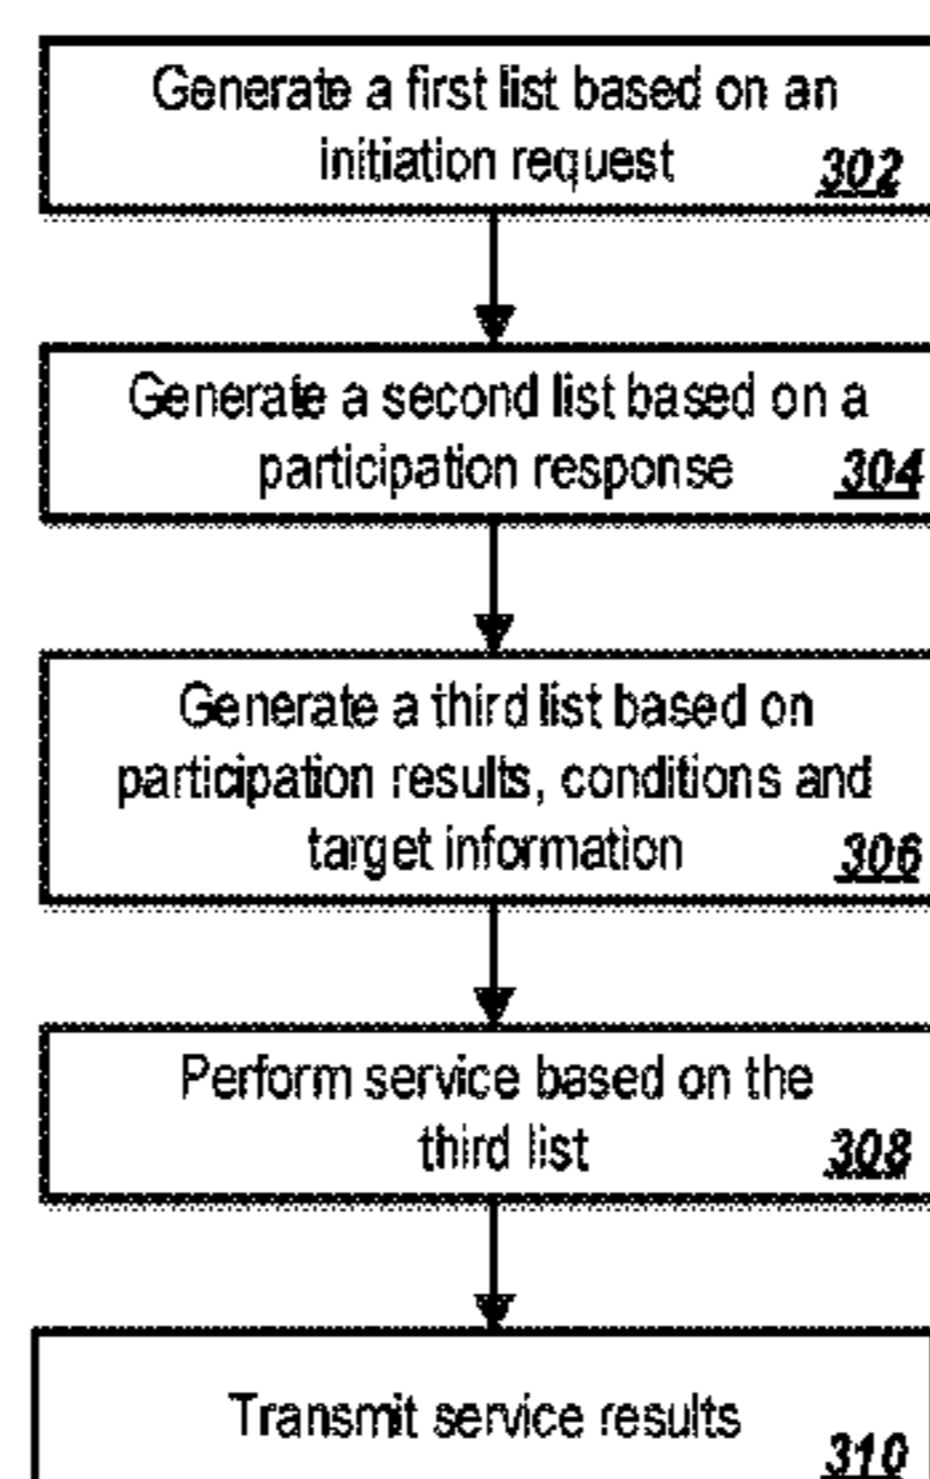 Generate a first list based on an
initiation request 302
Generate a second list based on a
participation response 304
Generate a third list based on
participation results, conditions and
target information 306
Perform service based on the
third list 308
Transmit service results
310